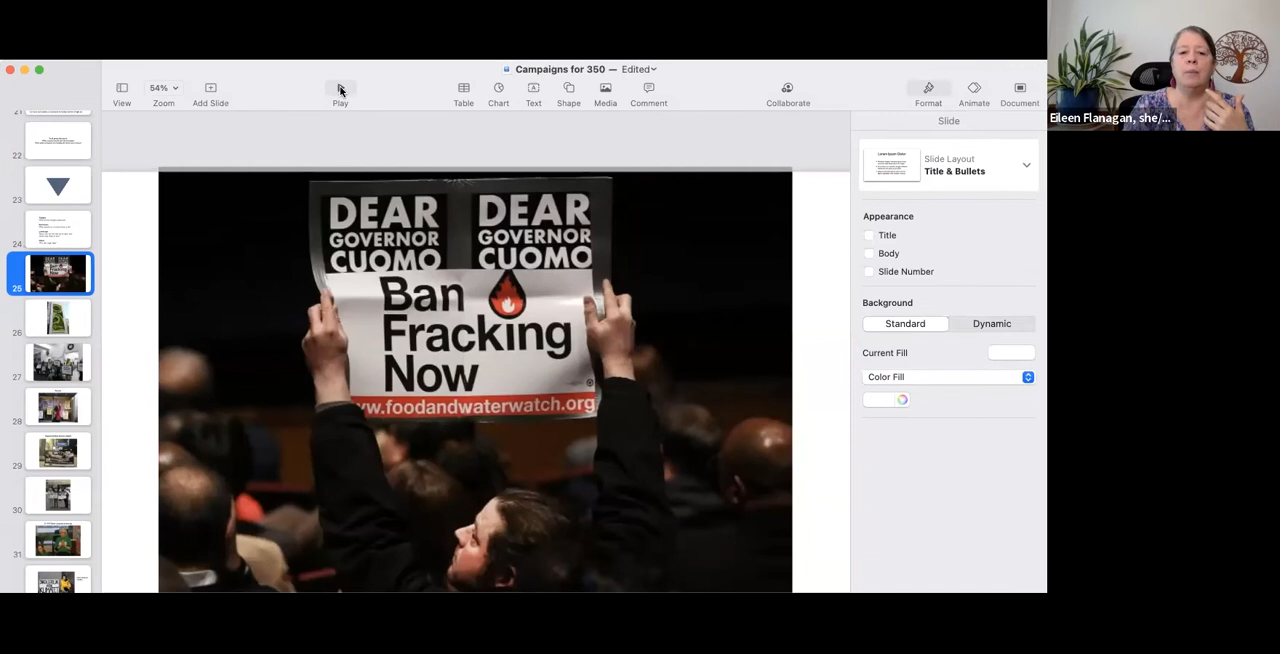 Campaigns for 350 — Edited
View
54%
Zoom
Add Slide
Play
Table
Chart
Text
Shape
Media
Comment
Collaborate
Format
Animate
Document
Eileen Flanagan, she/...
21
22
23
24
25
26
27
28
29
30
31
DEAR
GOVERNOR
CUOMO
DEAR
GOVERNOR
CUOMO
Ban
Fracking
Now
w.foodandwaterwatch.org
Slide
Slide Layout
Title & Bullets
Appearance
Title
Body
Slide Number
Background
Standard
Dynamic
Current Fill
Color Fill